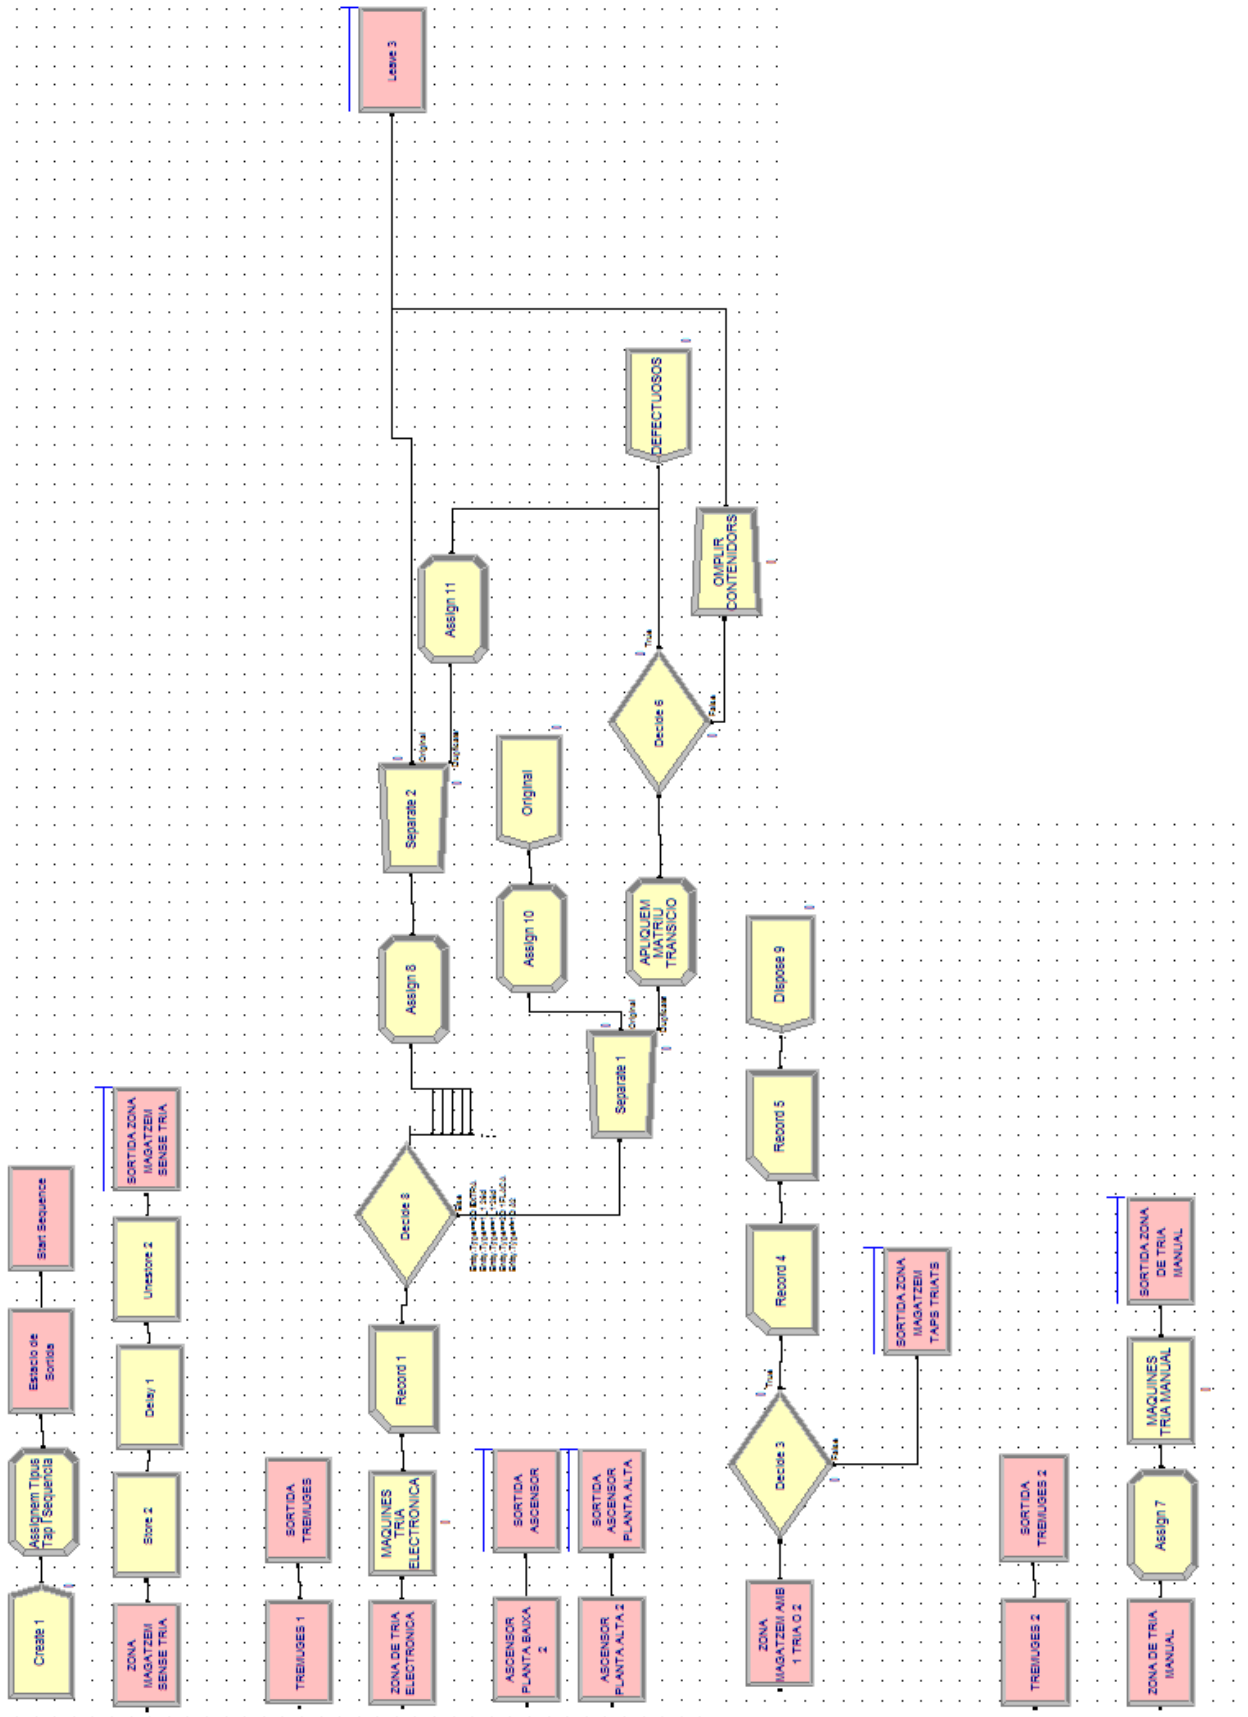 Create 1
Assignem Tipus
Tap I Sequencia
Estacio de
Sortida
Start Sequence
ZONA
MAGATZEM
SENSE TRIA
Store 2
Delay 1
Unestore 2
SORTIDA ZONA
MAGATZEM
SENSE TRIA
TREMUGES 1
SORTIDA
TREMUGES
ZONA DE TRIA
ELECTRONICA
MAQUINES
TRIA
ELECTRONICA
Record 1
Decide 8
False
Assign 8
Separate 2
Original
Duplicate
Assign 11
Leave 3
ASCENSOR
PLANTA BAIXA
2
SORTIDA
ASCENSOR
ASCENSOR
PLANTA ALTA 2
SORTIDA
ASCENSOR
PLANTA ALTA
Separate 1
Original
Duplicate
Assign 10
Original
APLIQUEM
MATRIU
TRANSICIO
Decide 6
True
False
DEFECTUOSOS
OMPLIR
CONTENIDORS
ZONA
MAGATZEM AMB
1 TRIA O 2
Decide 3
True
False
Record 4
Record 5
Dispose 9
SORTIDA ZONA
MAGATZEM
TAPS TRIATS
TREMUGES 2
SORTIDA
TREMUGES 2
ZONA DE TRIA
MANUAL
Assign 7
MAQUINES
TRIA MANUAL
SORTIDA ZONA
DE TRIA
MANUAL